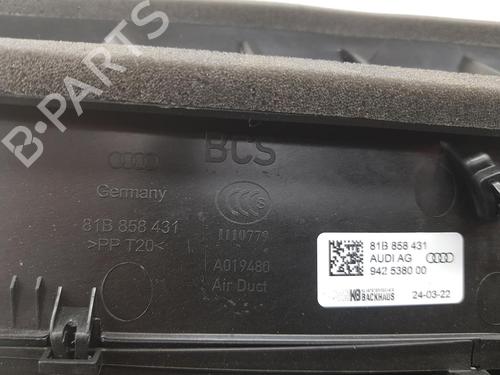 BCS
Germany
81B 858 431
>PP T20<
1110779
A019480
Air Duct
81B 858 431
AUDI AG
942 5380 00
NB BACKHAUS
24-03-22
B-Parts